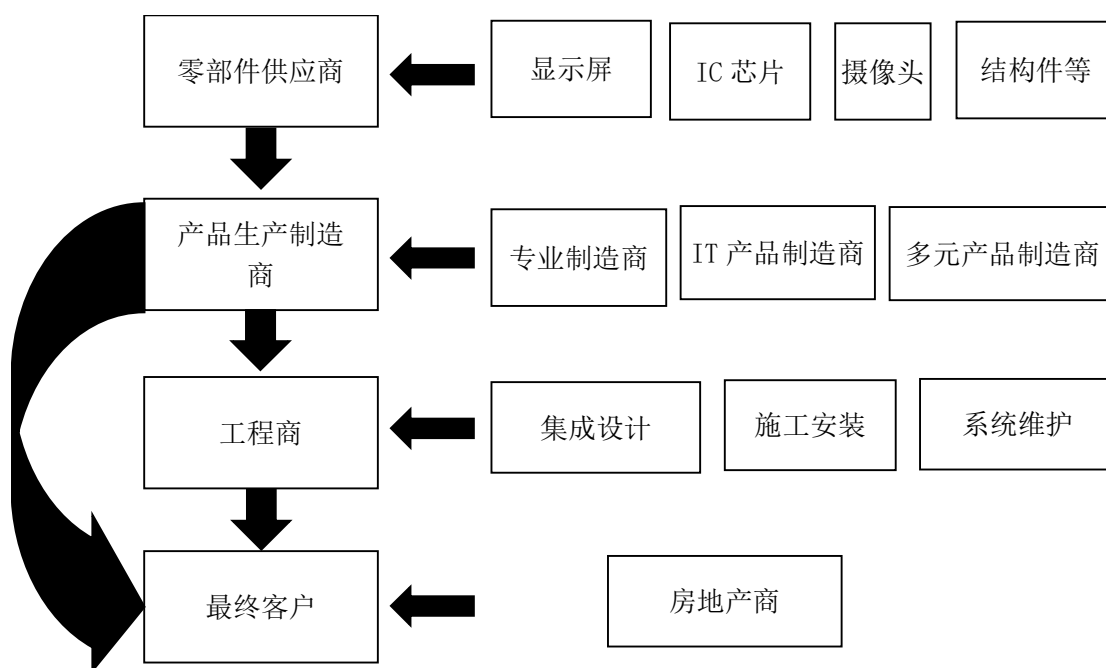 零部件供应商
显示屏
IC 芯片
摄像头
结构件等
产品生产制造
商
专业制造商
IT 产品制造商
多元产品制造商
工程商
集成设计
施工安装
系统维护
最终客户
房地产商